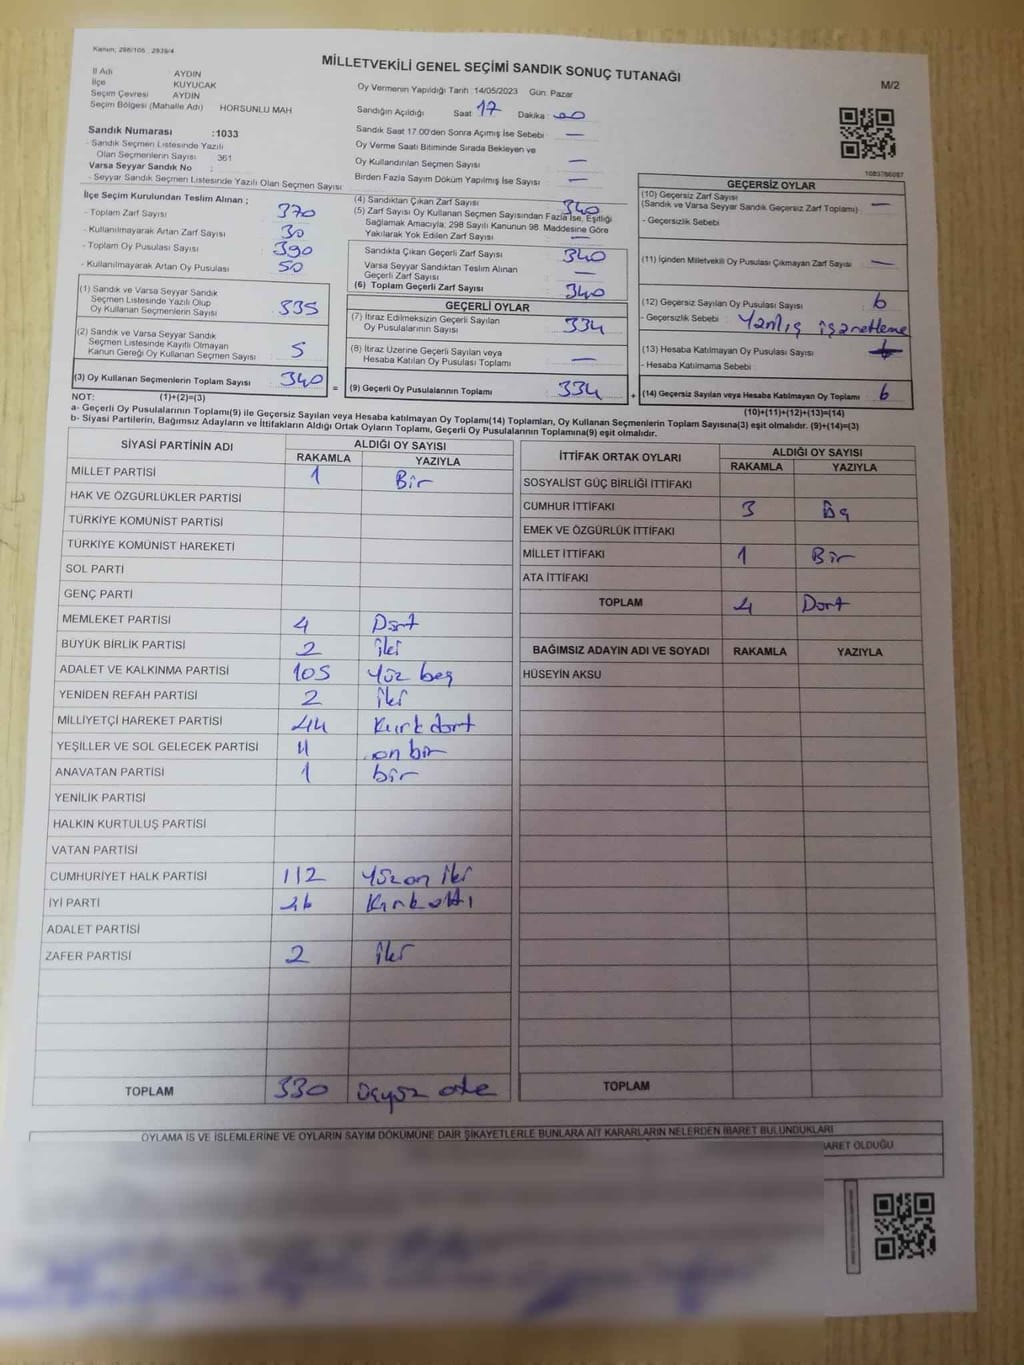 Kanun; 298/105 , 2839/4
MİLLETVEKİLİ GENEL SEÇİMİ SANDIK SONUÇ TUTANAĞI
M/2
İl Adı AYDIN
İlçe KUYUCAK
Seçim Çevresi AYDIN
Seçim Bölgesi (Mahalle Adı) HORSUNLU MAH
Oy Vermenin Yapıldığı Tarih :14/05/2023 Gün: Pazar
Sandığın Açıldığı Saat 17 Dakika : 00
Sandık Saat 17.00'den Sonra Açımış İse Sebebi : —
Oy Verme Saati Bitiminde Sırada Bekleyen ve
Oy Kullandırılan Seçmen Sayısı : —
Birden Fazla Sayım Döküm Yapılmış İse Sayısı : —
Sandık Numarası :1033
- Sandık Seçmen Listesinde Yazılı
Olan Seçmenlerin Sayısı 361
Varsa Seyyar Sandık No :
- Seyyar Sandık Seçmen Listesinde Yazılı Olan Seçmen Sayısı :
İlçe Seçim Kurulundan Teslim Alınan ;
- Toplam Zarf Sayısı : 370
- Kullanılmayarak Artan Zarf Sayısı : 30
- Toplam Oy Pusulası Sayısı : 390
- Kullanılmayarak Artan Oy Pusulası : 50
(1) Sandık ve Varsa Seyyar Sandık
Seçmen Listesinde Yazılı Olup
Oy Kullanan Seçmenlerin Sayısı : 335
(2) Sandık ve Varsa Seyyar Sandık
Seçmen Listesinde Kayıtlı Olmayan
Kanun Gereği Oy Kullanan Seçmen Sayısı : 5
(3) Oy Kullanan Seçmenlerin Toplam Sayısı : 340
=
(4) Sandıktan Çıkan Zarf Sayısı : 340
(5) Zarf Sayısı Oy Kullanan Seçmen Sayısından Fazla İse, Eşitliği
Sağlamak Amacıyla, 298 Sayılı Kanunun 98. Maddesine Göre
Yakılarak Yok Edilen Zarf Sayısı : —
Sandıkta Çıkan Geçerli Zarf Sayısı : 340
Varsa Seyyar Sandıktan Teslim Alınan
Geçerli Zarf Sayısı : —
(6) Toplam Geçerli Zarf Sayısı : 340
GEÇERLİ OYLAR
(7) İtiraz Edilmeksizin Geçerli Sayılan
Oy Pusulalarının Sayısı : 334
(8) İtiraz Üzerine Geçerli Sayılan veya
Hesaba Katılan Oy Pusulası Toplamı : —
(9) Geçerli Oy Pusulalarının Toplamı : 334
+
1083786087
GEÇERSİZ OYLAR
(10) Geçersiz Zarf Sayısı
(Sandık ve Varsa Seyyar Sandık Geçersiz Zarf Toplamı) : —
- Geçersizlik Sebebi :
(11) İçinden Milletvekili Oy Pusulası Çıkmayan Zarf Sayısı : —
(12) Geçersiz Sayılan Oy Pusulası Sayısı : 6
- Geçersizlik Sebebi : Yanlış işaretleme
(13) Hesaba Katılmayan Oy Pusulası Sayısı :
- Hesaba Katılmama Sebebi :
(14) Geçersiz Sayılan veya Hesaba Katılmayan Oy Toplamı : 6
NOT: (1)+(2)=(3)
(10)+(11)+(12)+(13)=(14)
a- Geçerli Oy Pusulalarının Toplamı(9) ile Geçersiz Sayılan veya Hesaba katılmayan Oy Toplamı(14) Toplamları, Oy Kullanan Seçmenlerin Toplam Sayısına(3) eşit olmalıdır. (9)+(14)=(3)
b- Siyasi Partilerin, Bağımsız Adayların ve İttifakların Aldığı Ortak Oyların Toplamı, Geçerli Oy Pusulalarının Toplamına(9) eşit olmalıdır.
SİYASİ PARTİNİN ADI ALDIĞI OY SAYISI
RAKAMLA YAZIYLA
MİLLET PARTİSİ 1 Bir
HAK VE ÖZGÜRLÜKLER PARTİSİ
TÜRKİYE KOMÜNİST PARTİSİ
TÜRKİYE KOMÜNİST HAREKETİ
SOL PARTİ
GENÇ PARTİ
MEMLEKET PARTİSİ 4 Dört
BÜYÜK BİRLİK PARTİSİ 2 iki
ADALET VE KALKINMA PARTİSİ 105 Yüz beş
YENİDEN REFAH PARTİSİ 2 iki
MİLLİYETÇİ HAREKET PARTİSİ 44 Kırk dört
YEŞİLLER VE SOL GELECEK PARTİSİ 11 on bir
ANAVATAN PARTİSİ 1 bir
YENİLİK PARTİSİ
HALKIN KURTULUŞ PARTİSİ
VATAN PARTİSİ
CUMHURİYET HALK PARTİSİ 112 Yüz on iki
İYİ PARTİ 46 Kırk altı
ADALET PARTİSİ
ZAFER PARTİSİ 2 iki
TOPLAM 330 üçyüz otuz
İTTİFAK ORTAK OYLARI ALDIĞI OY SAYISI
RAKAMLA YAZIYLA
SOSYALİST GÜÇ BİRLİĞİ İTTİFAKI
CUMHUR İTTİFAKI 3 üç
EMEK VE ÖZGÜRLÜK İTTİFAKI
MİLLET İTTİFAKI 1 Bir
ATA İTTİFAKI
TOPLAM 4 Dört
BAĞIMSIZ ADAYIN ADI VE SOYADI RAKAMLA YAZIYLA
HÜSEYİN AKSU
TOPLAM
OYLAMA İŞ VE İŞLEMLERİNE VE OYLARIN SAYIM DÖKÜMÜNE DAİR ŞİKAYETLERLE BUNLARA AİT KARARLARIN NELERDEN İBARET BULUNDUKLARI
BARET OLDUĞU